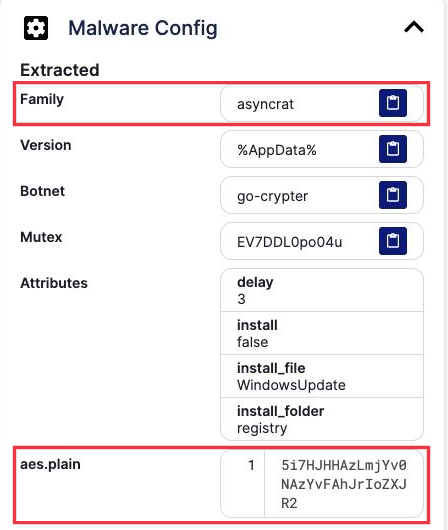 Malware Config
Extracted
Family asyncrat
Version %AppData%
Botnet go-crypter
Mutex EV7DDL0po04u
Attributes delay
3
install
false
install_file
WindowsUpdate
install_folder
registry
aes.plain 1 5i7HJHHAzLmjYv0
NAzYvFAhJrIoZXJ
R2